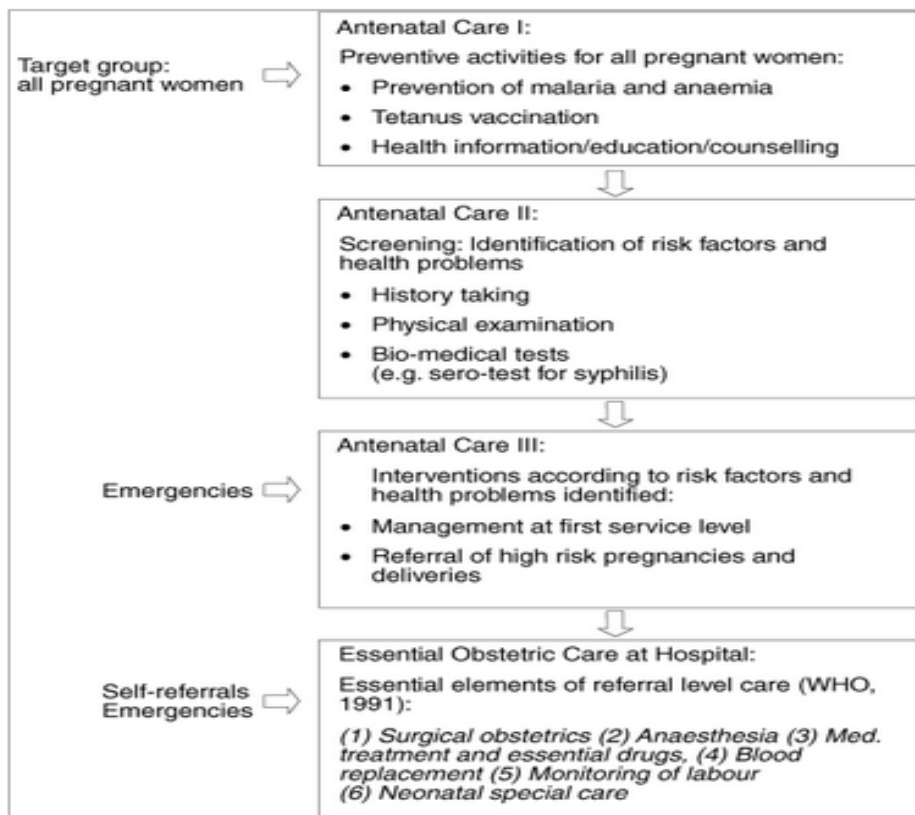 Target group:
all pregnant women
Antenatal Care I:
Preventive activities for all pregnant women:
• Prevention of malaria and anaemia
• Tetanus vaccination
• Health information/education/counselling
Antenatal Care II:
Screening: Identification of risk factors and
health problems
• History taking
• Physical examination
• Bio-medical tests
(e.g. sero-test for syphilis)
Emergencies
Antenatal Care III:
Interventions according to risk factors and
health problems identified:
• Management at first service level
• Referral of high risk pregnancies and
deliveries
Self-referrals
Emergencies
Essential Obstetric Care at Hospital:
Essential elements of referral level care (WHO,
1991):
(1) Surgical obstetrics (2) Anaesthesia (3) Med.
treatment and essential drugs, (4) Blood
replacement (5) Monitoring of labour
(6) Neonatal special care